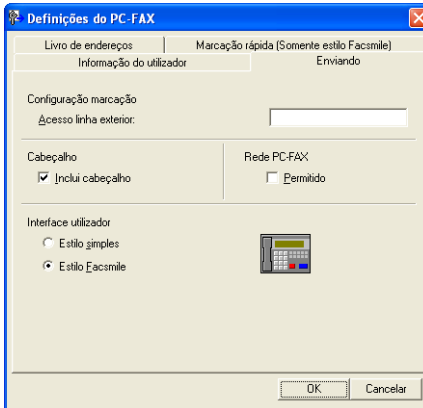 Definições do PC-FAX
Livro de endereços
Marcação rápida (Somente estilo Facsmile)
Informação do utilizador
Enviando
Configuração marcação
Acesso linha exterior:
Cabeçalho
Rede PC-FAX
Inclui cabeçalho
Permitido
Interface utilizador
Estilo simples
Estilo Facsmile
OK
Cancelar